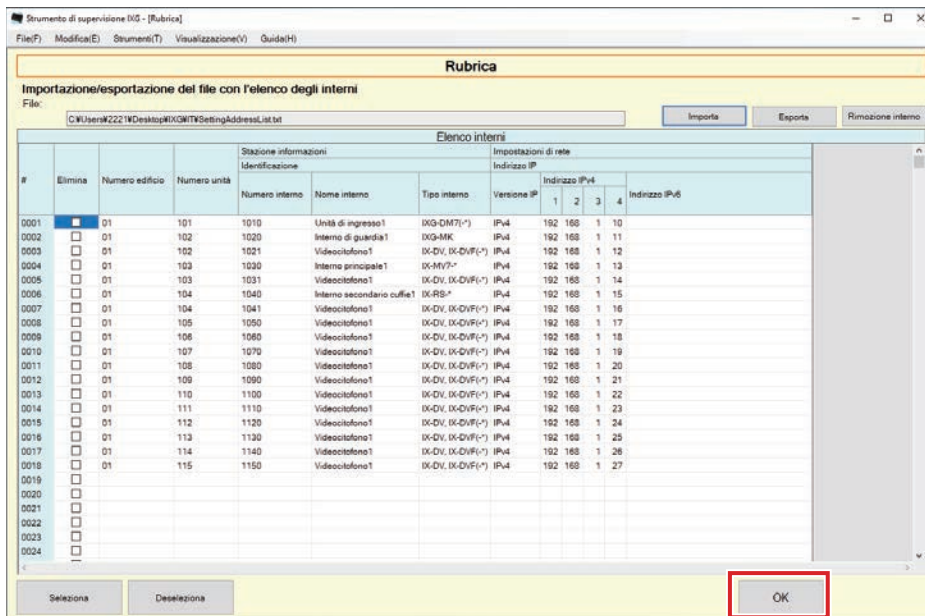 Strumento di supervisione IXG - [Rubrica]
File(F) Modifica(E) Strumenti(T) Visualizzazione(V) Guida(H)
Rubrica
Importazione/esportazione del file con l'elenco degli interni
File:
C:¥Users¥2221¥Desktop¥IXG¥IT¥SettingAddressList.txt Importa Esporta Rimozione interno
Elenco interni
Stazione informazioni Impostazioni di rete
Identificazione Indirizzo IP
# Elimina Numero edificio Numero unità Numero interno Nome interno Tipo interno Versione IP Indirizzo IPv4 Indirizzo IPv6
1 2 3 4
0001 01 101 1010 Unità di ingresso1 IXG-DM7(-*) IPv4 192 168 1 10
0002 01 102 1020 Interno di guardia1 IXG-MK IPv4 192 168 1 11
0003 01 102 1021 Videocitofono1 IX-DV, IX-DVF(-*) IPv4 192 168 1 12
0004 01 103 1030 Interno principale1 IX-MV7-* IPv4 192 168 1 13
0005 01 103 1031 Videocitofono1 IX-DV, IX-DVF(-*) IPv4 192 168 1 14
0006 01 104 1040 Interno secondario cuffie1 IX-RS-* IPv4 192 168 1 15
0007 01 104 1041 Videocitofono1 IX-DV, IX-DVF(-*) IPv4 192 168 1 16
0008 01 105 1050 Videocitofono1 IX-DV, IX-DVF(-*) IPv4 192 168 1 17
0009 01 106 1060 Videocitofono1 IX-DV, IX-DVF(-*) IPv4 192 168 1 18
0010 01 107 1070 Videocitofono1 IX-DV, IX-DVF(-*) IPv4 192 168 1 19
0011 01 108 1080 Videocitofono1 IX-DV, IX-DVF(-*) IPv4 192 168 1 20
0012 01 109 1090 Videocitofono1 IX-DV, IX-DVF(-*) IPv4 192 168 1 21
0013 01 110 1100 Videocitofono1 IX-DV, IX-DVF(-*) IPv4 192 168 1 22
0014 01 111 1110 Videocitofono1 IX-DV, IX-DVF(-*) IPv4 192 168 1 23
0015 01 112 1120 Videocitofono1 IX-DV, IX-DVF(-*) IPv4 192 168 1 24
0016 01 113 1130 Videocitofono1 IX-DV, IX-DVF(-*) IPv4 192 168 1 25
0017 01 114 1140 Videocitofono1 IX-DV, IX-DVF(-*) IPv4 192 168 1 26
0018 01 115 1150 Videocitofono1 IX-DV, IX-DVF(-*) IPv4 192 168 1 27
0019
0020
0021
0022
0023
0024
Seleziona Deseleziona OK